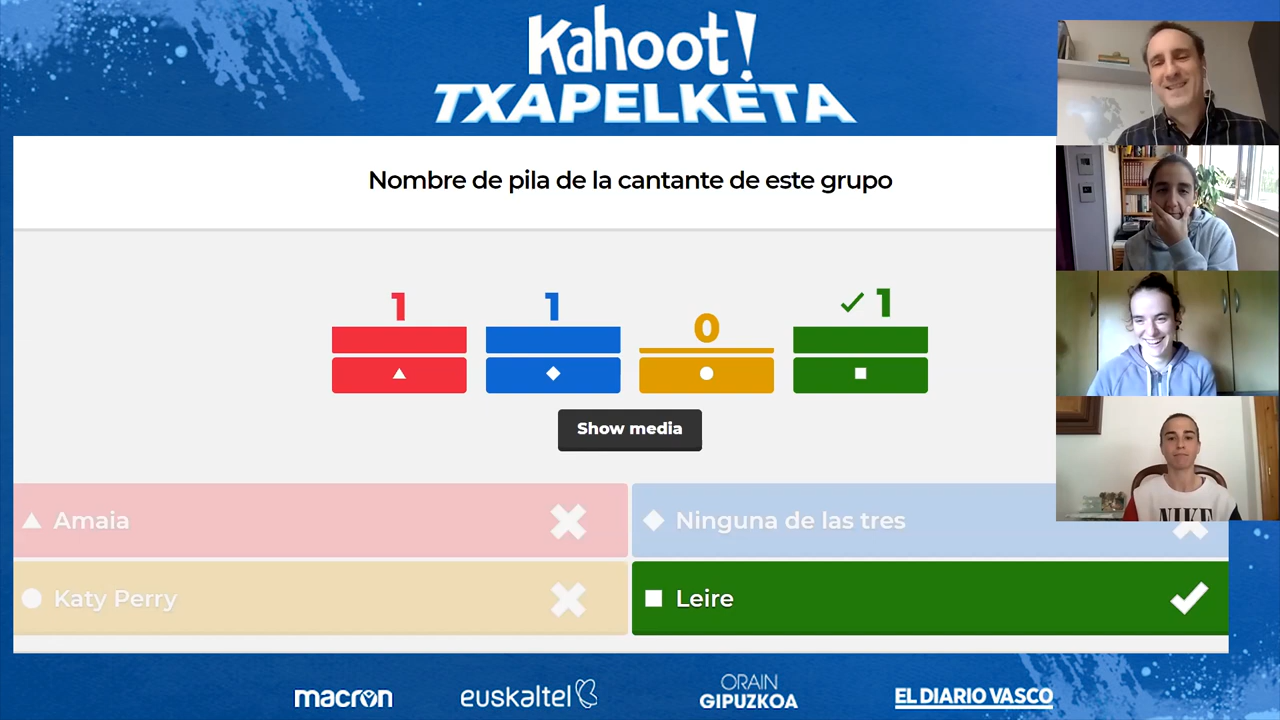 Kahoot!
TXAPELKETA
Nombre de pila de la cantante de este grupo
1
1
0
1
Show media
Amaia
Ninguna de las tres
Katy Perry
Leire
NIKE
macron
euskaltel
ORAIN
GIPUZKOA
EL DIARIO VASCO